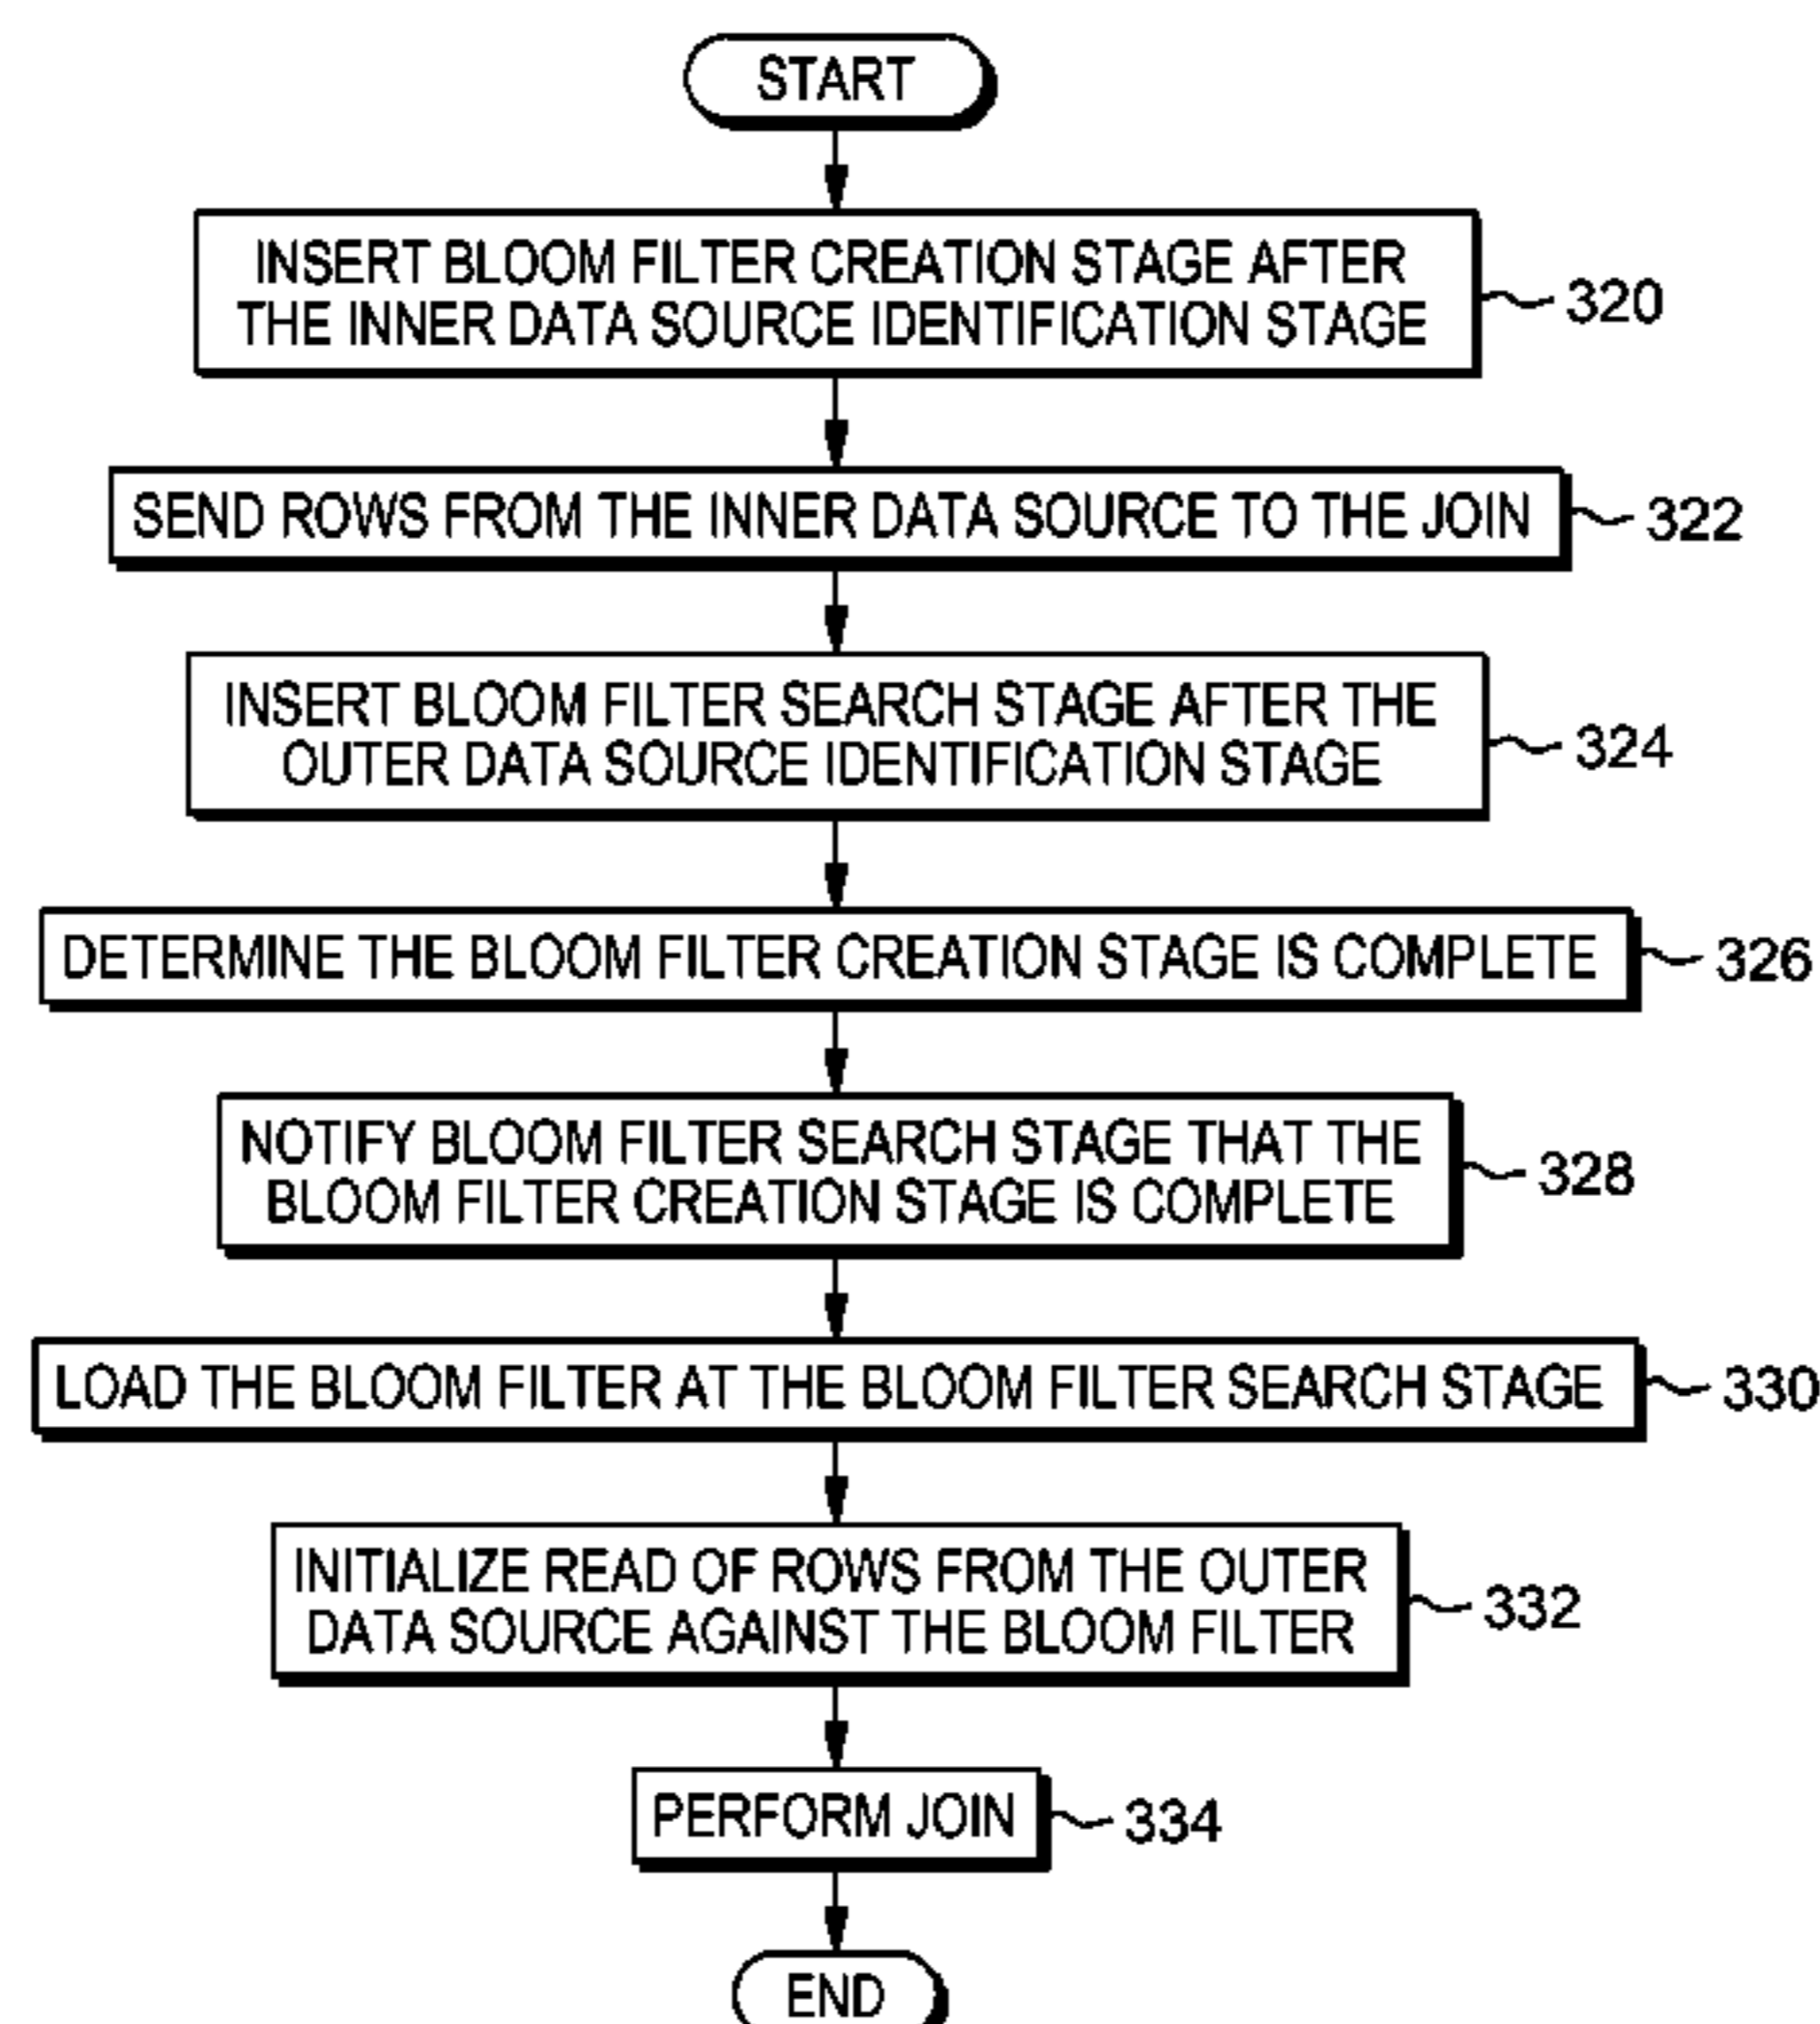 START
INSERT BLOOM FILTER CREATION STAGE AFTER
THE INNER DATA SOURCE IDENTIFICATION STAGE
320
SEND ROWS FROM THE INNER DATA SOURCE TO THE JOIN
322
INSERT BLOOM FILTER SEARCH STAGE AFTER THE
OUTER DATA SOURCE IDENTIFICATION STAGE
324
DETERMINE THE BLOOM FILTER CREATION STAGE IS COMPLETE
326
NOTIFY BLOOM FILTER SEARCH STAGE THAT THE
BLOOM FILTER CREATION STAGE IS COMPLETE
328
LOAD THE BLOOM FILTER AT THE BLOOM FILTER SEARCH STAGE
330
INITIALIZE READ OF ROWS FROM THE OUTER
DATA SOURCE AGAINST THE BLOOM FILTER
332
PERFORM JOIN
334
END